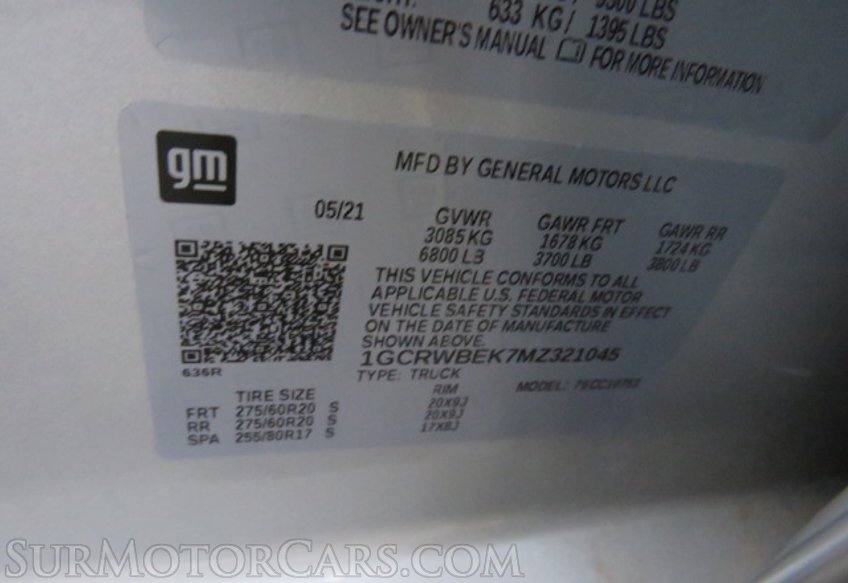 633 KG/ 1395 LBS
SEE OWNER'S MANUAL FOR MORE INFORMATION
gm
MFD BY GENERAL MOTORS LLC
05/21 GVWR GAWR FRT GAWR RR
3085 KG 1678 KG 1724 KG
6800 LB 3700 LB 3800 LB
THIS VEHICLE CONFORMS TO ALL
APPLICABLE U.S. FEDERAL MOTOR
VEHICLE SAFETY STANDARDS IN EFFECT
ON THE DATE OF MANUFACTURE
SHOWN ABOVE.
1GCRWBEK7MZ321045
636R
TYPE: TRUCK MODEL:
TIRE SIZE RIM
FRT 275/60R20 S 20X9J
RR 275/60R20 S 20X9J
SPA 255/80R17 S 17X8J
SURMOTORCARS.COM